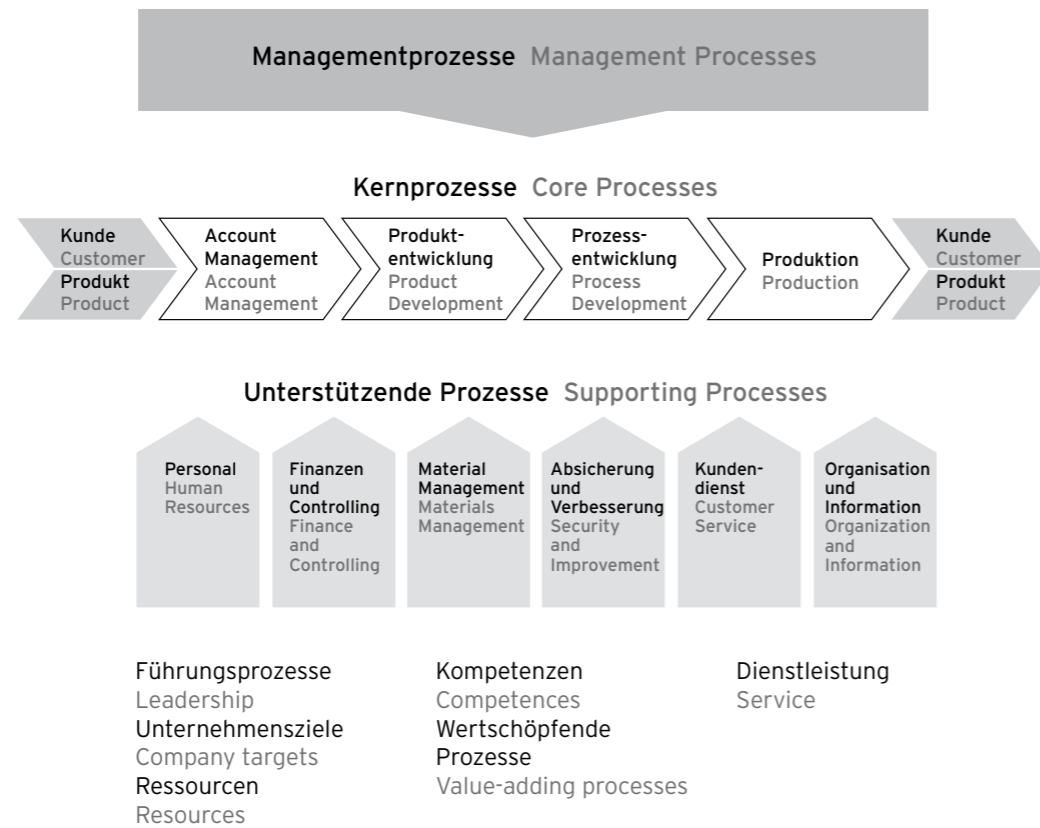 Managementprozesse Management Processes
Kernprozesse Core Processes
Kunde
Customer
Produkt
Product
Account
Management
Account
Management
Produkt-
entwicklung
Product
Development
Prozess-
entwicklung
Process
Development
Produktion
Production
Kunde
Customer
Produkt
Product
Unterstützende Prozesse Supporting Processes
Personal
Human
Resources
Finanzen
und
Controlling
Finance
and
Controlling
Material
Management
Materials
Management
Absicherung
und
Verbesserung
Security
and
Improvement
Kunden-
dienst
Customer
Service
Organisation
und
Information
Organization
and
Information
Führungsprozesse
Leadership
Unternehmensziele
Company targets
Ressourcen
Resources
Kompetenzen
Competences
Wertschöpfende
Prozesse
Value-adding processes
Dienstleistung
Service